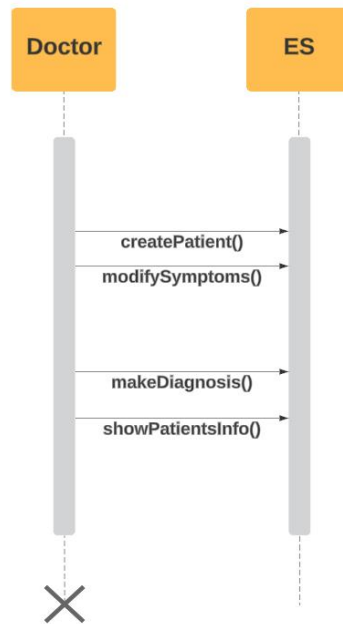 Doctor
ES
createPatient()
modifySymptoms()
makeDiagnosis()
showPatientsInfo()